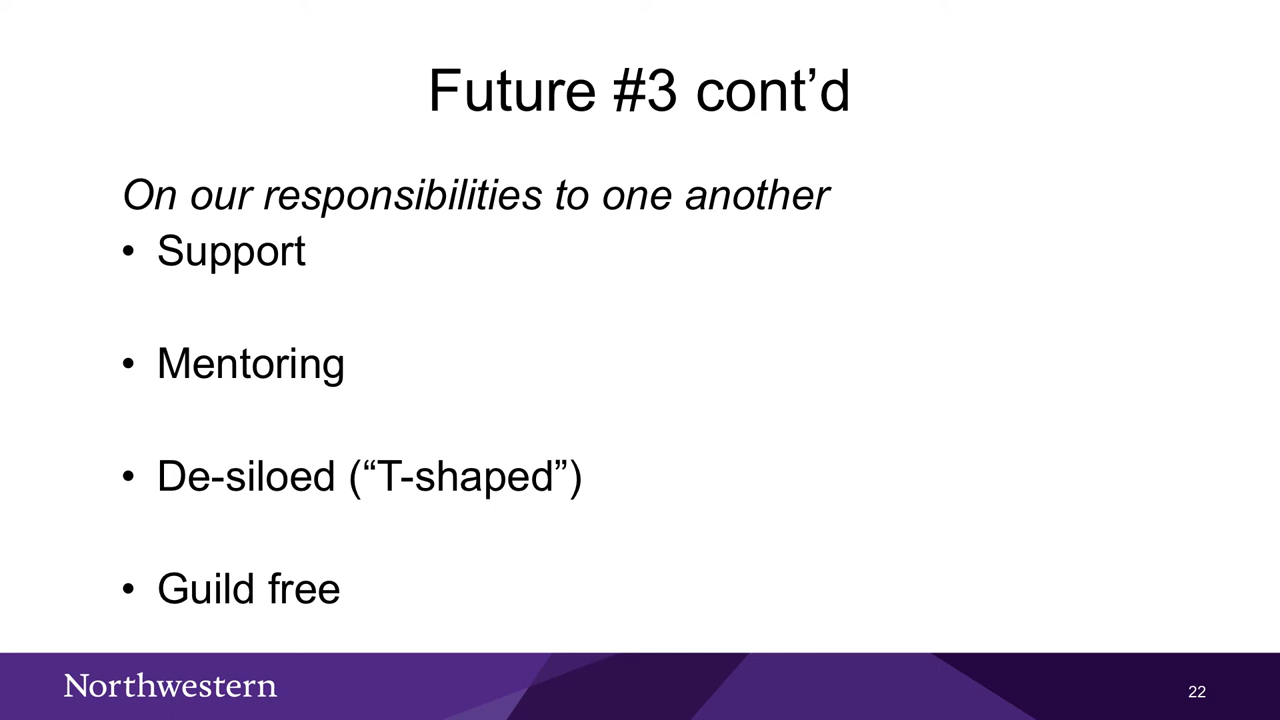 Future #3 cont’d
On our responsibilities to one another
• Support
• Mentoring
• De-siloed (“T-shaped”)
• Guild free
Northwestern
22